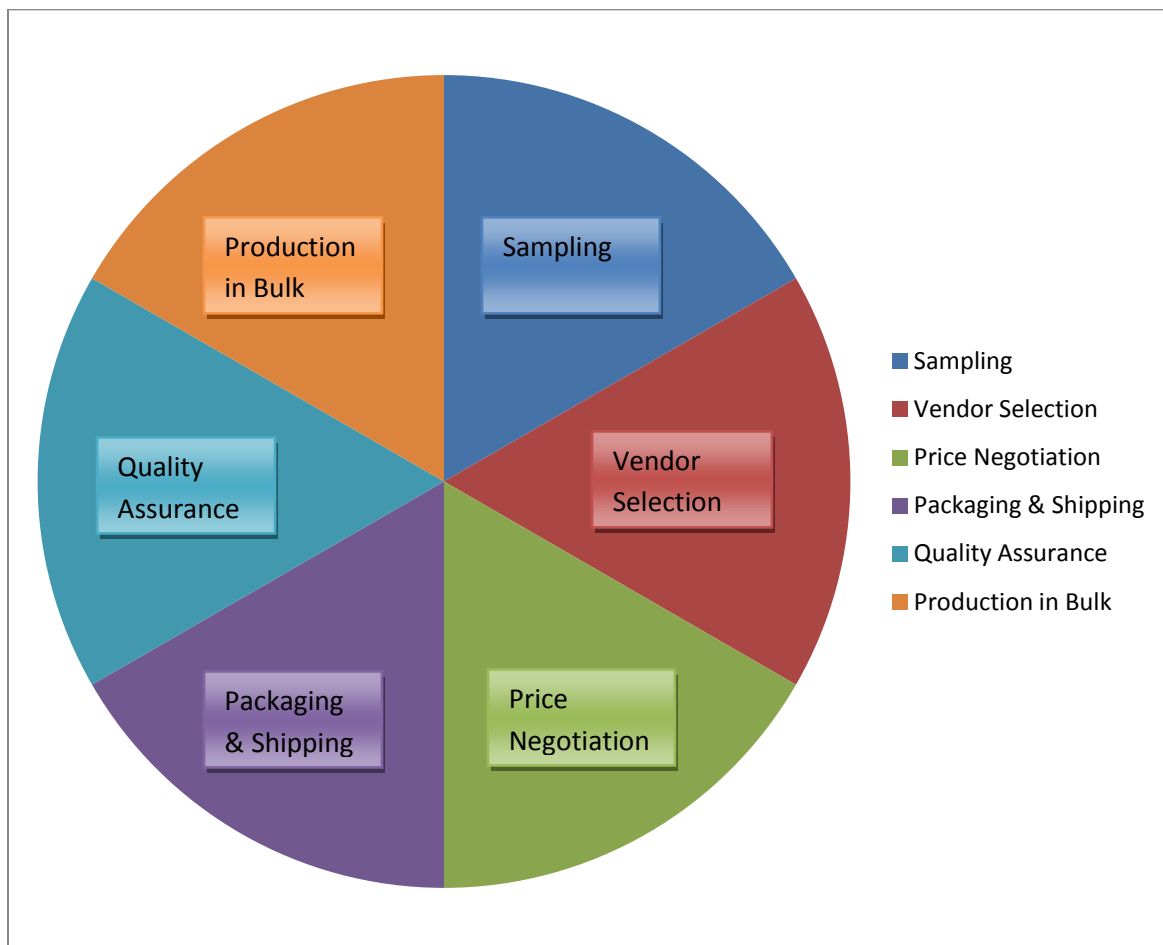 Production
in Bulk
Sampling
Quality
Assurance
Vendor
Selection
Packaging
& Shipping
Price
Negotiation
Sampling
Vendor Selection
Price Negotiation
Packaging & Shipping
Quality Assurance
Production in Bulk